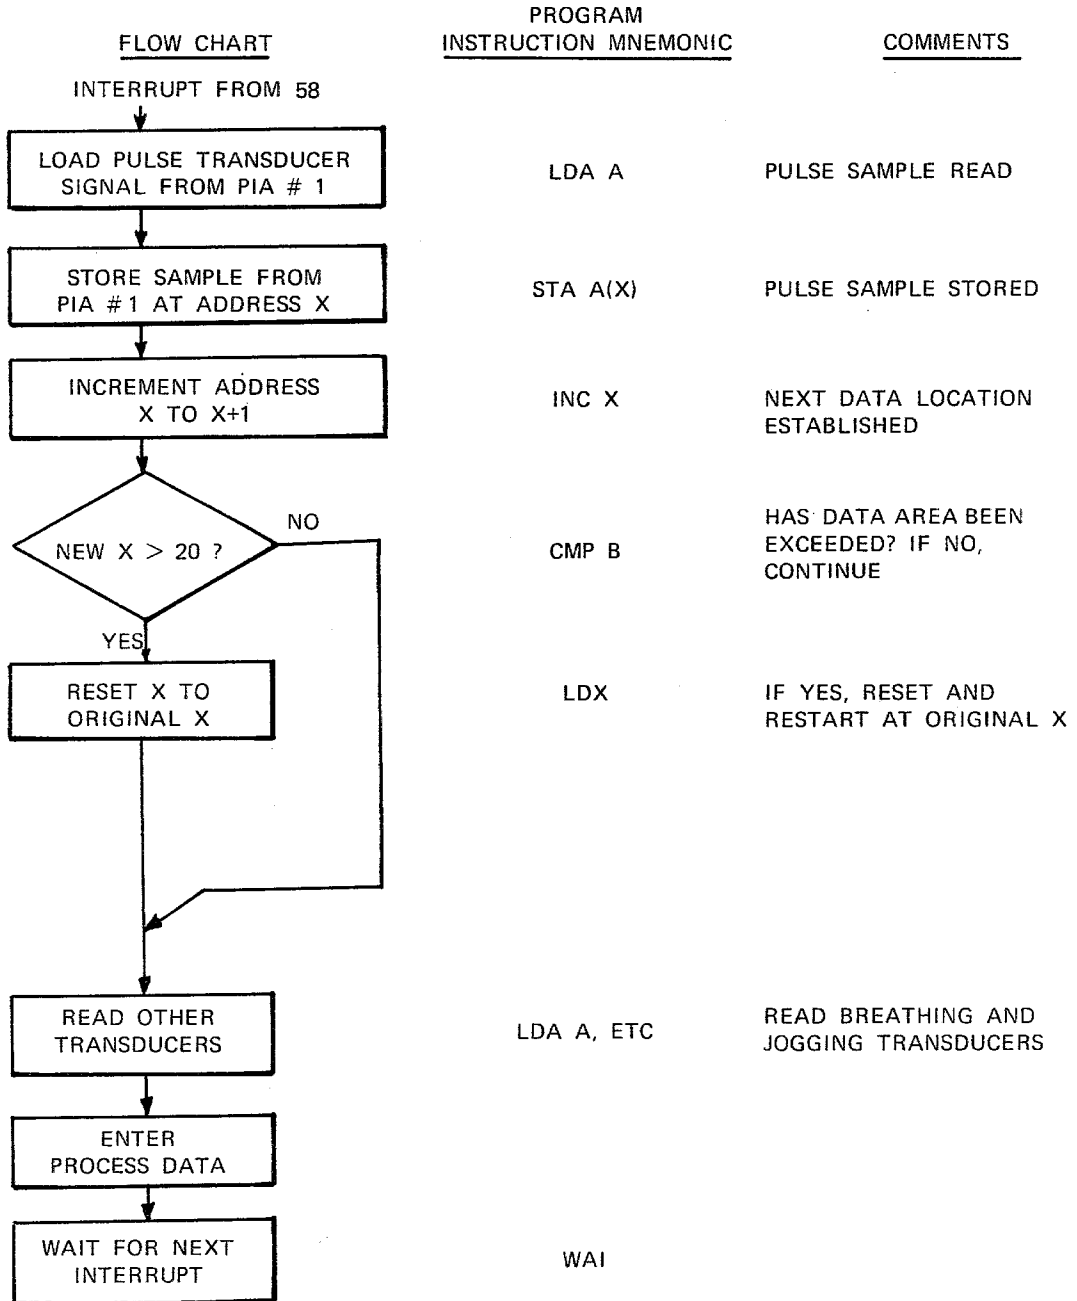 PROGRAM
FLOW CHART INSTRUCTION MNEMONIC COMMENTS
INTERRUPT FROM 58
LOAD PULSE TRANSDUCER
SIGNAL FROM PIA # 1
LDA A
PULSE SAMPLE READ
STORE SAMPLE FROM
PIA #1 AT ADDRESS X
STA A(X)
PULSE SAMPLE STORED
INCREMENT ADDRESS
X TO X+1
INC X
NEXT DATA LOCATION
ESTABLISHED
NEW X > 20 ?
NO
YES
CMP B
HAS DATA AREA BEEN
EXCEEDED? IF NO,
CONTINUE
RESET X TO
ORIGINAL X
LDX
IF YES, RESET AND
RESTART AT ORIGINAL X
READ OTHER
TRANSDUCERS
LDA A, ETC
READ BREATHING AND
JOGGING TRANSDUCERS
ENTER
PROCESS DATA
WAIT FOR NEXT
INTERRUPT
WAI